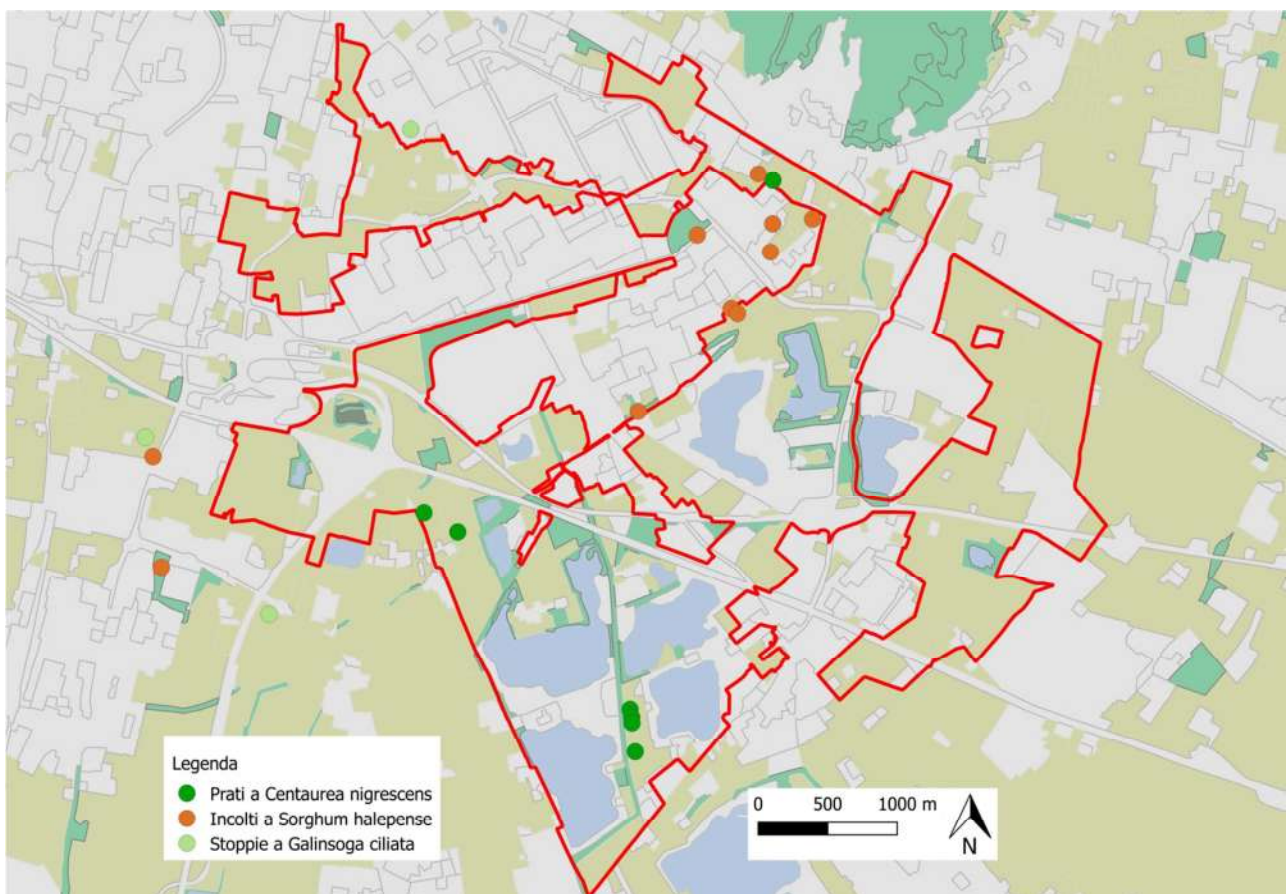 Legenda
Prati a Centaurea nigrescens
Incolti a Sorghum halepense
Stoppie a Galinsoga ciliata
0 500 1000 m
N